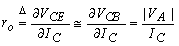 r_o ≜ ∂V_CE / ∂I_C ≅ ∂V_CB / ∂I_C = |V_A| / I_C